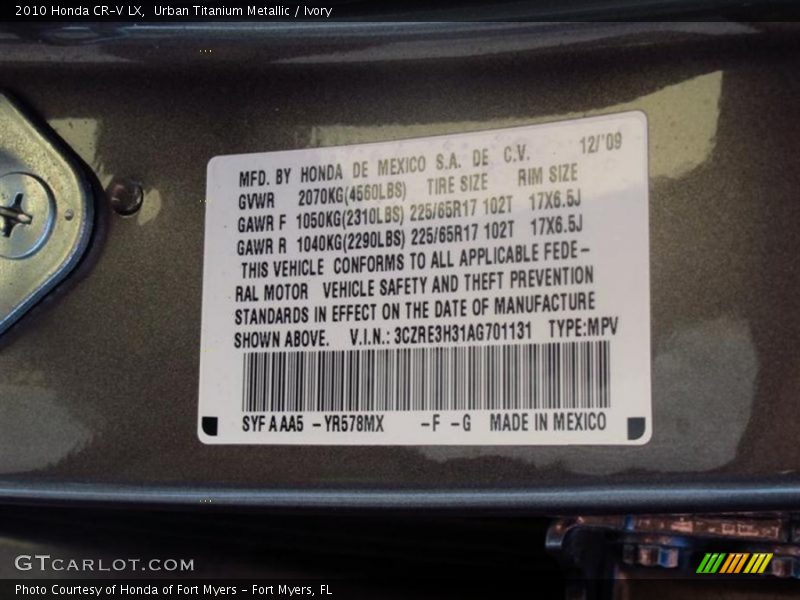 2010 Honda CR-V LX,  Urban Titanium Metallic / Ivory
MFD. BY HONDA DE MEXICO S.A. DE C.V. 12/'09
GVWR 2070KG(4560LBS) TIRE SIZE RIM SIZE
GAWR F 1050KG(2310LBS) 225/65R17 102T 17X6.5J
GAWR R 1040KG(2290LBS) 225/65R17 102T 17X6.5J
THIS VEHICLE CONFORMS TO ALL APPLICABLE FEDE-
RAL MOTOR VEHICLE SAFETY AND THEFT PREVENTION
STANDARDS IN EFFECT ON THE DATE OF MANUFACTURE
SHOWN ABOVE. V.I.N.: 3CZRE3H31AG701131 TYPE:MPV
SYF A AA5 -YR578MX -F -G MADE IN MEXICO
GTCARLOT.COM
Photo Courtesy of Honda of Fort Myers - Fort Myers, FL